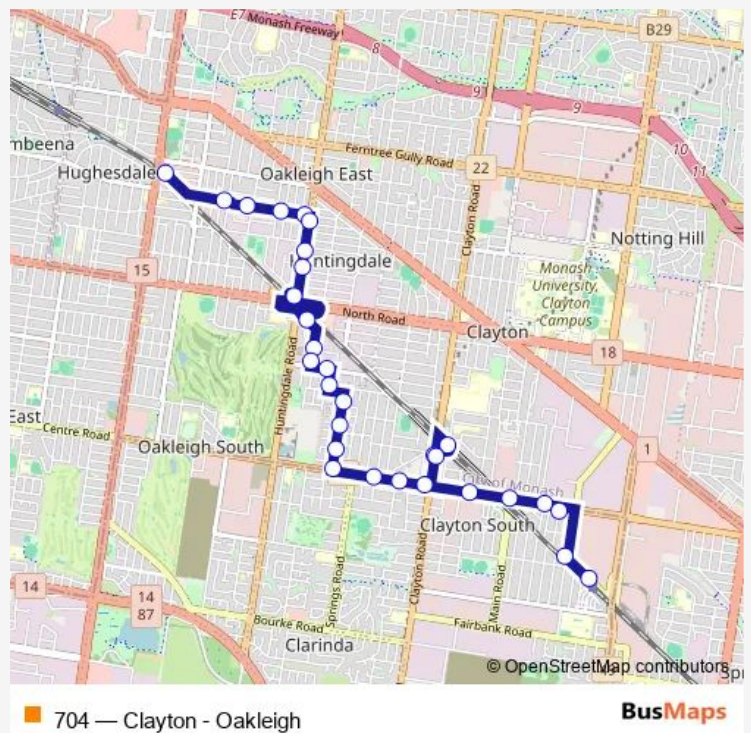 E7
Monash Freeway
8
B29
9
9
mbeena
Ferntree Gully Road
10
Hughesdale
Oakleigh East
22
11
Clayton Road
Notting Hill
Huntingdale
15
Monash
University,
Clayton
Campus
North Road
Clayton
18
Huntingdale Road
East
Centre Road
Oakleigh South
1
City of Monash
Clayton South
14
14
87
Springs Road
Clayton Road
Main Road
Bourke Road
Fairbank Road
Clarinda
© OpenStreetMap contributors
Spr
704 — Clayton - Oakleigh
BusMaps